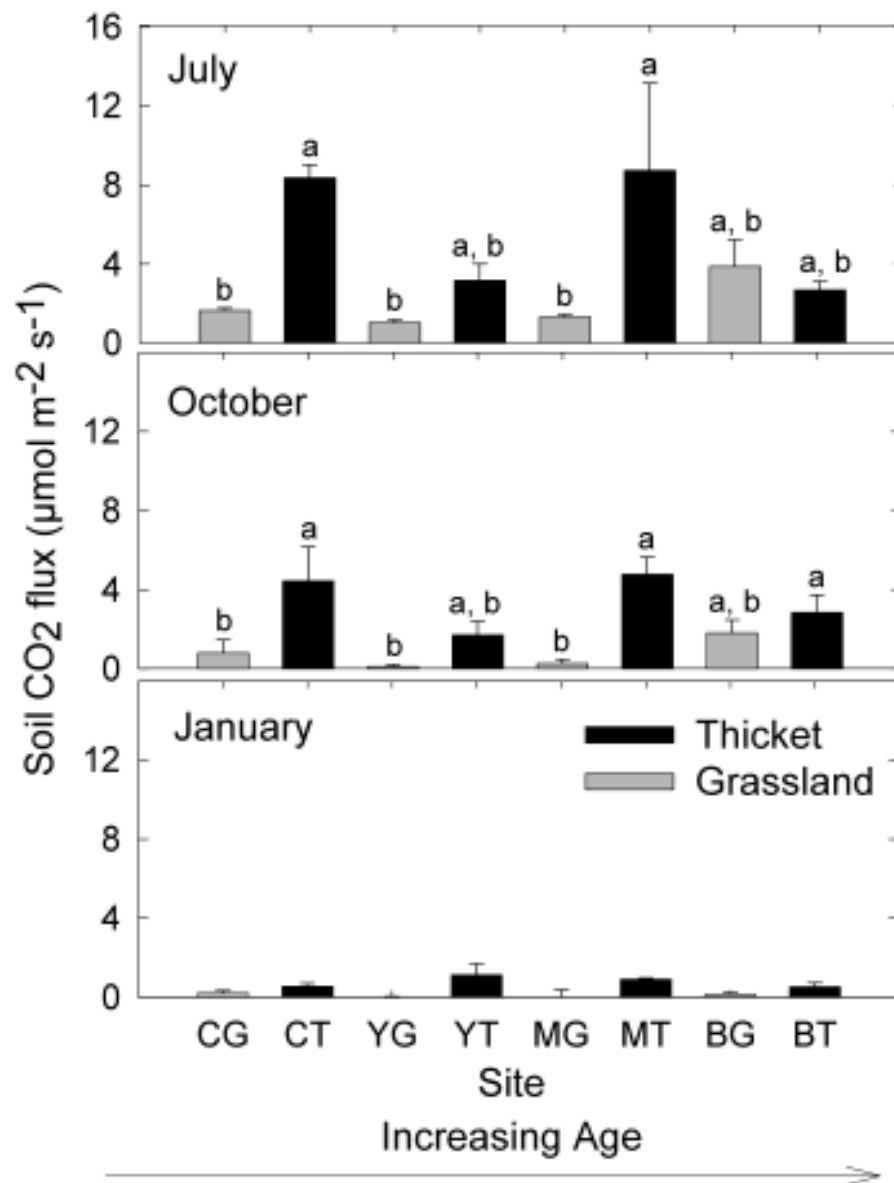 16
July
12
8
4
0
a
a
a, b
a, b
a, b
b
b
b
October
12
8
4
0
a
a
a
a, b
a, b
b
b
b
January
Thicket
Grassland
12
8
4
0
Soil CO2 flux (µmol m-2 s-1)
CG CT YG YT MG MT BG BT
Site
Increasing Age